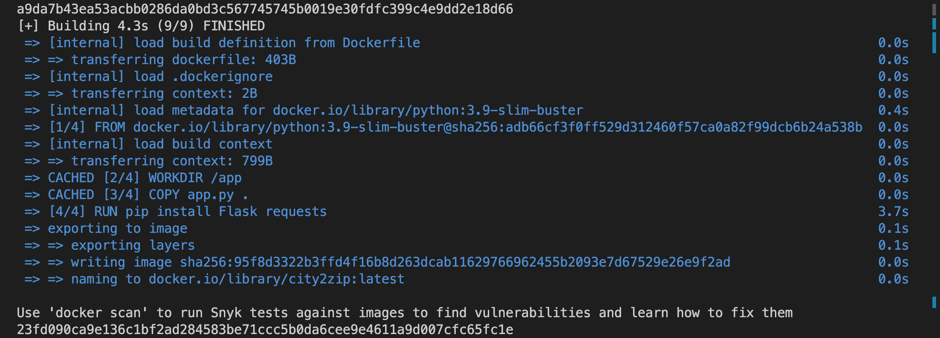 a9da7b43ea53acbb0286da0bd3c567745745b0019e30fdfc399c4e9dd2e18d66
[+] Building 4.3s (9/9) FINISHED
=> [internal] load build definition from Dockerfile 0.0s
=> => transferring dockerfile: 403B 0.0s
=> [internal] load .dockerignore 0.0s
=> => transferring context: 2B 0.0s
=> [internal] load metadata for docker.io/library/python:3.9-slim-buster 0.4s
=> [1/4] FROM docker.io/library/python:3.9-slim-buster@sha256:adb66cf3f0ff529d312460f57ca0a82f99dcb6b24a538b 0.0s
=> [internal] load build context 0.0s
=> => transferring context: 799B 0.0s
=> CACHED [2/4] WORKDIR /app 0.0s
=> CACHED [3/4] COPY app.py . 0.0s
=> [4/4] RUN pip install Flask requests 3.7s
=> exporting to image 0.1s
=> => exporting layers 0.1s
=> => writing image sha256:95f8d3322b3ffd4f16b8d263dcab11629766962455b2093e7d67529e26e9f2ad 0.0s
=> => naming to docker.io/library/city2zip:latest 0.0s
Use 'docker scan' to run Snyk tests against images to find vulnerabilities and learn how to fix them
23fd090ca9e136c1bf2ad284583be71ccc5b0da6cee9e4611a9d007cfc65fc1e